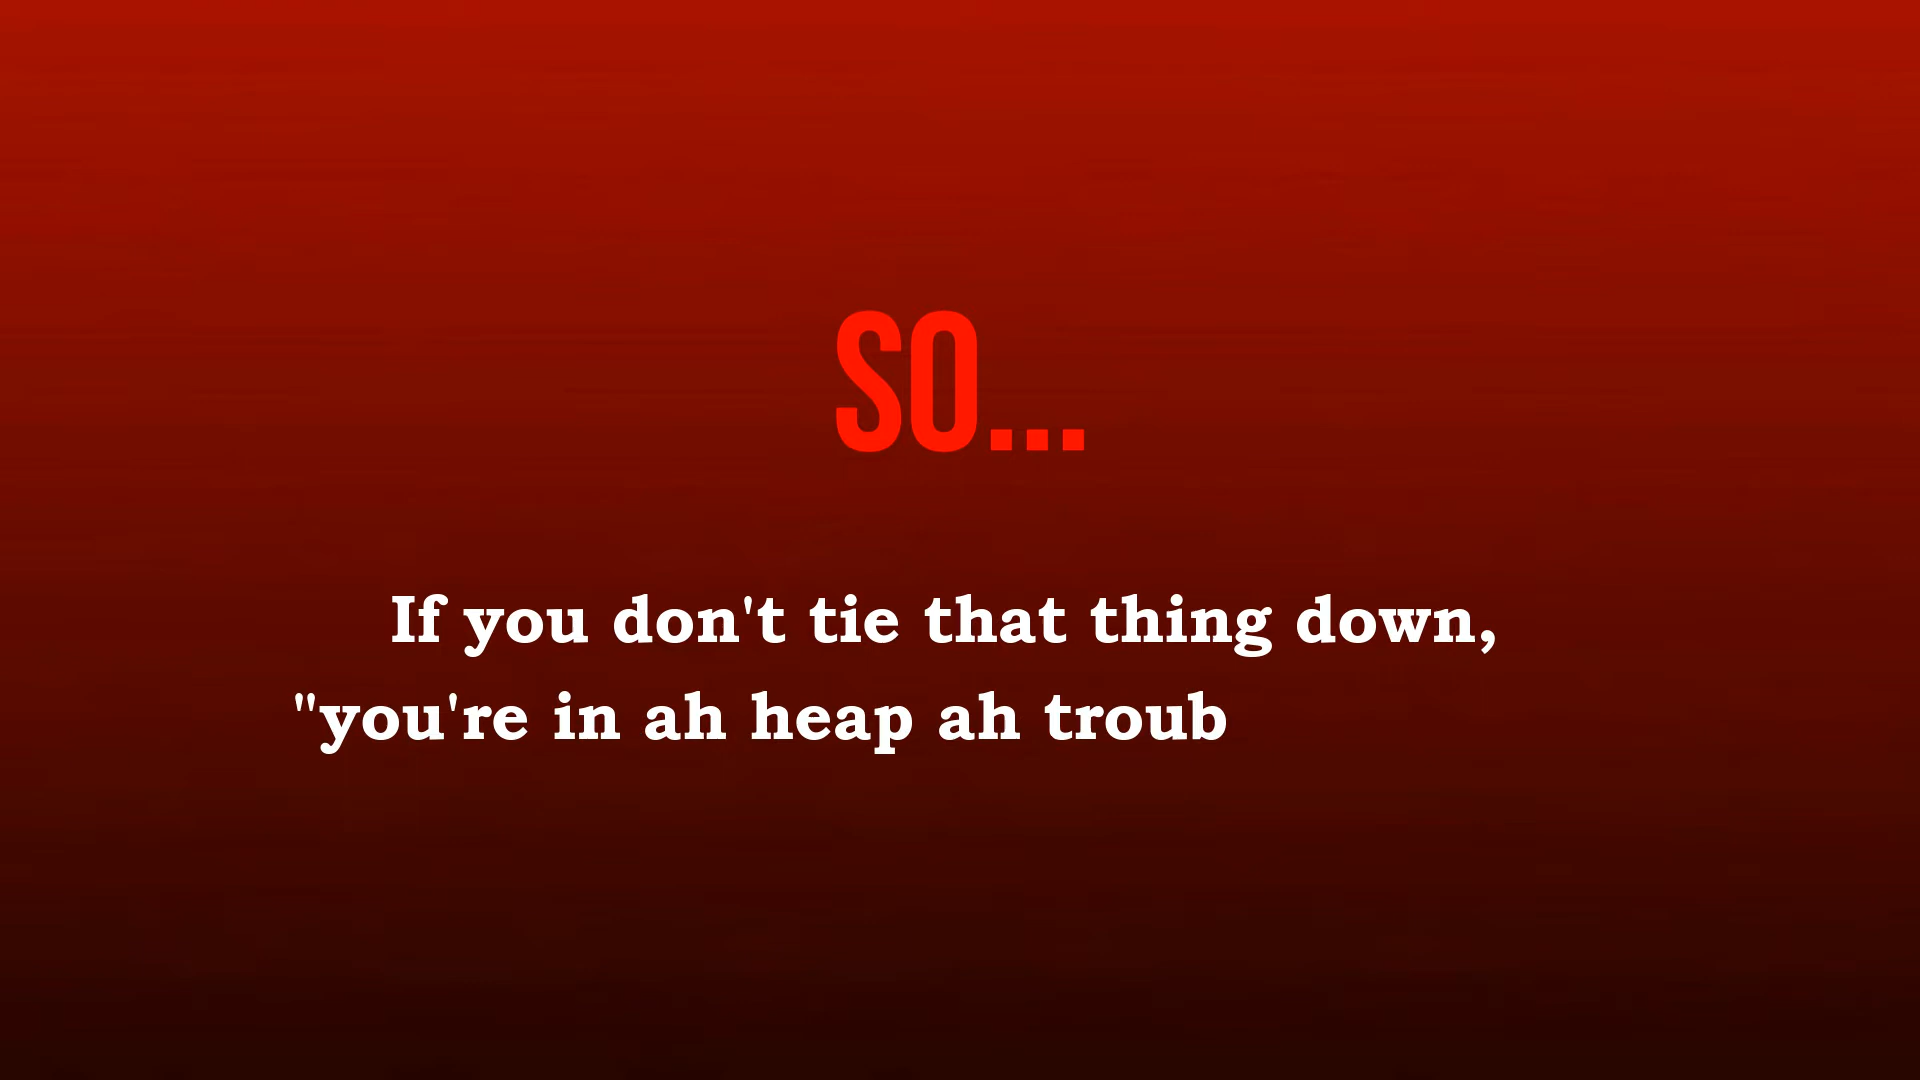 SO...
If you don't tie that thing down,
"you're in ah heap ah troub